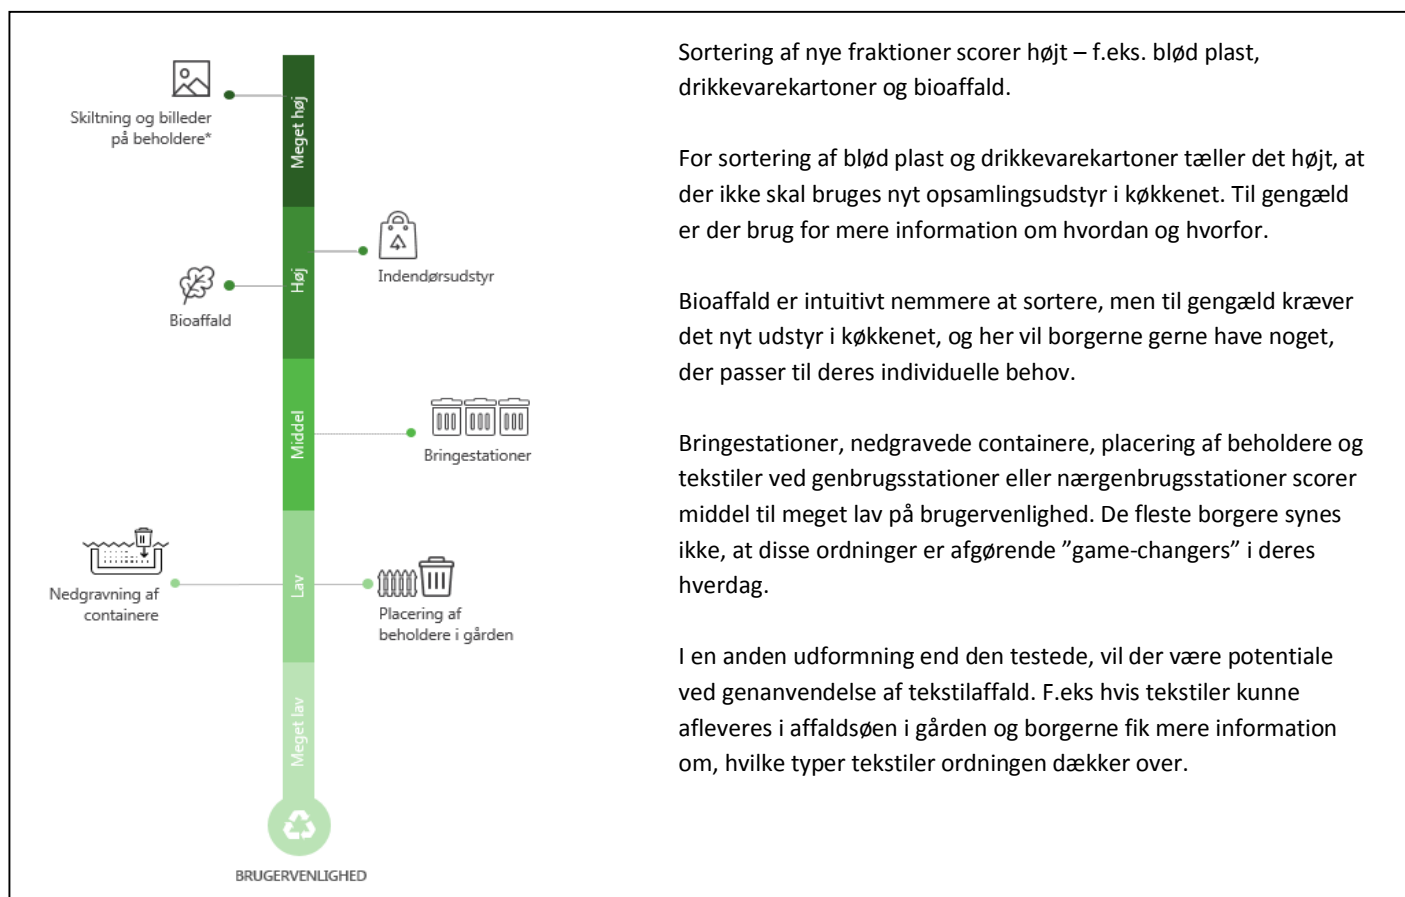 Skiltning og billeder
på beholdere*
Meget høj
Indendørsudstyr
Høj
Bioaffald
Middel
Bringestationer
Nedgravning af
containere
Lav
Placering af
beholdere i gården
Meget lav
BRUGERVENLIGHED
Sortering af nye fraktioner scorer højt – f.eks. blød plast,
drikkevarekartoner og bioaffald.
For sortering af blød plast og drikkevarekartoner tæller det højt, at
der ikke skal bruges nyt opsamlingsudstyr i køkkenet. Til gengæld
er der brug for mere information om hvordan og hvorfor.
Bioaffald er intuitivt nemmere at sortere, men til gengæld kræver
det nyt udstyr i køkkenet, og her vil borgerne gerne have noget,
der passer til deres individuelle behov.
Bringestationer, nedgravede containere, placering af beholdere og
tekstiler ved genbrugsstationer eller nærgenbrugsstationer scorer
middel til meget lav på brugervenlighed. De fleste borgere synes
ikke, at disse ordninger er afgørende ”game-changers” i deres
hverdag.
I en anden udformning end den testede, vil der være potentiale
ved genanvendelse af tekstilaffald. F.eks hvis tekstiler kunne
afleveres i affaldsøen i gården og borgerne fik mere information
om, hvilke typer tekstiler ordningen dækker over.